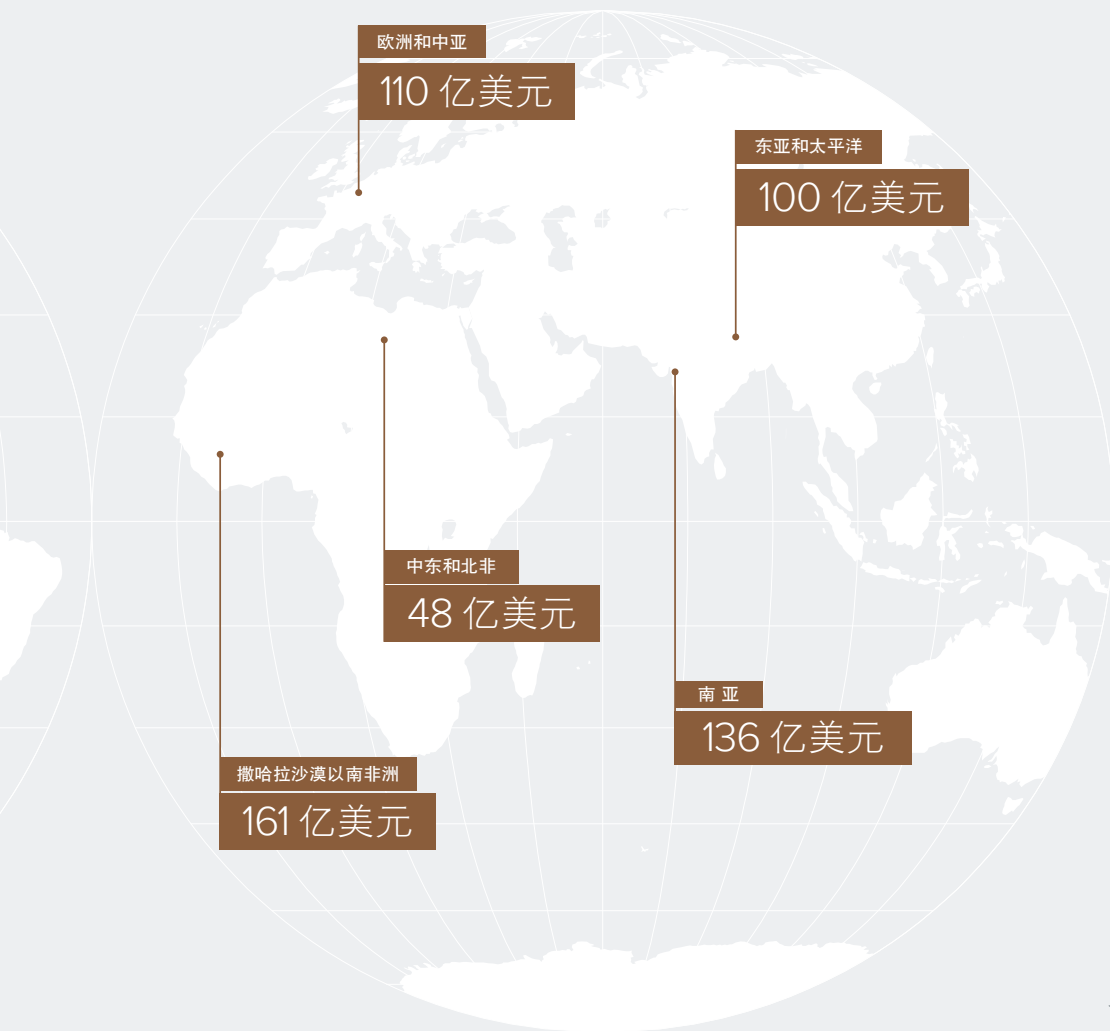 欧洲和中亚
110 亿美元
东亚和太平洋
100 亿美元
中东和北非
48 亿美元
南 亚
136 亿美元
撒哈拉沙漠以南非洲
161 亿美元